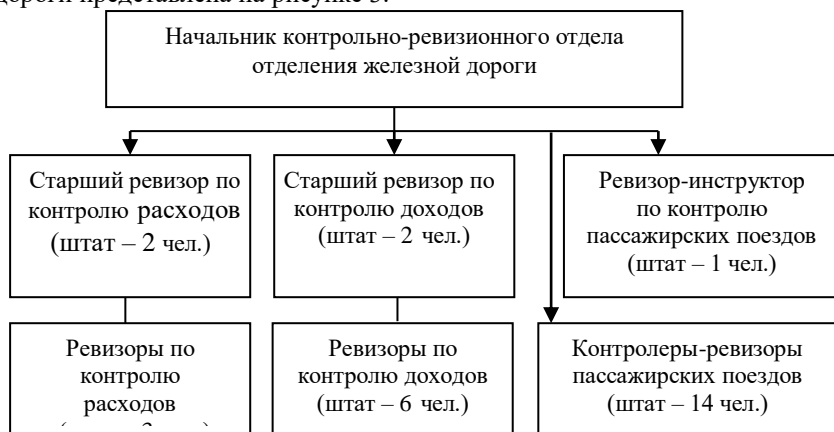 дороги представлена на рисунке 3.
Начальник контрольно-ревизионного отдела
отделения железной дороги
Старший ревизор по
контролю расходов
(штат – 2 чел.)
Старший ревизор по
контролю доходов
(штат – 2 чел.)
Ревизор-инструктор
по контролю
пассажирских поездов
(штат – 1 чел.)
Ревизоры по
контролю
расходов
Ревизоры по
контролю доходов
(штат – 6 чел.)
Контролеры-ревизоры
пассажирских поездов
(штат – 14 чел.)